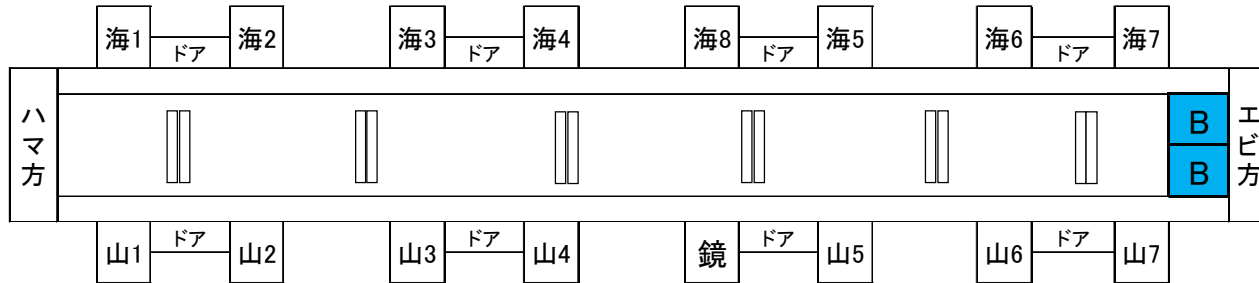 海1 ドア 海2 海3 ドア 海4 海8 ドア 海5 海6 ドア 海7
ハマ方
B
B
エビ方
山1 ドア 山2 山3 ドア 山4 鏡 ドア 山5 山6 ドア 山7